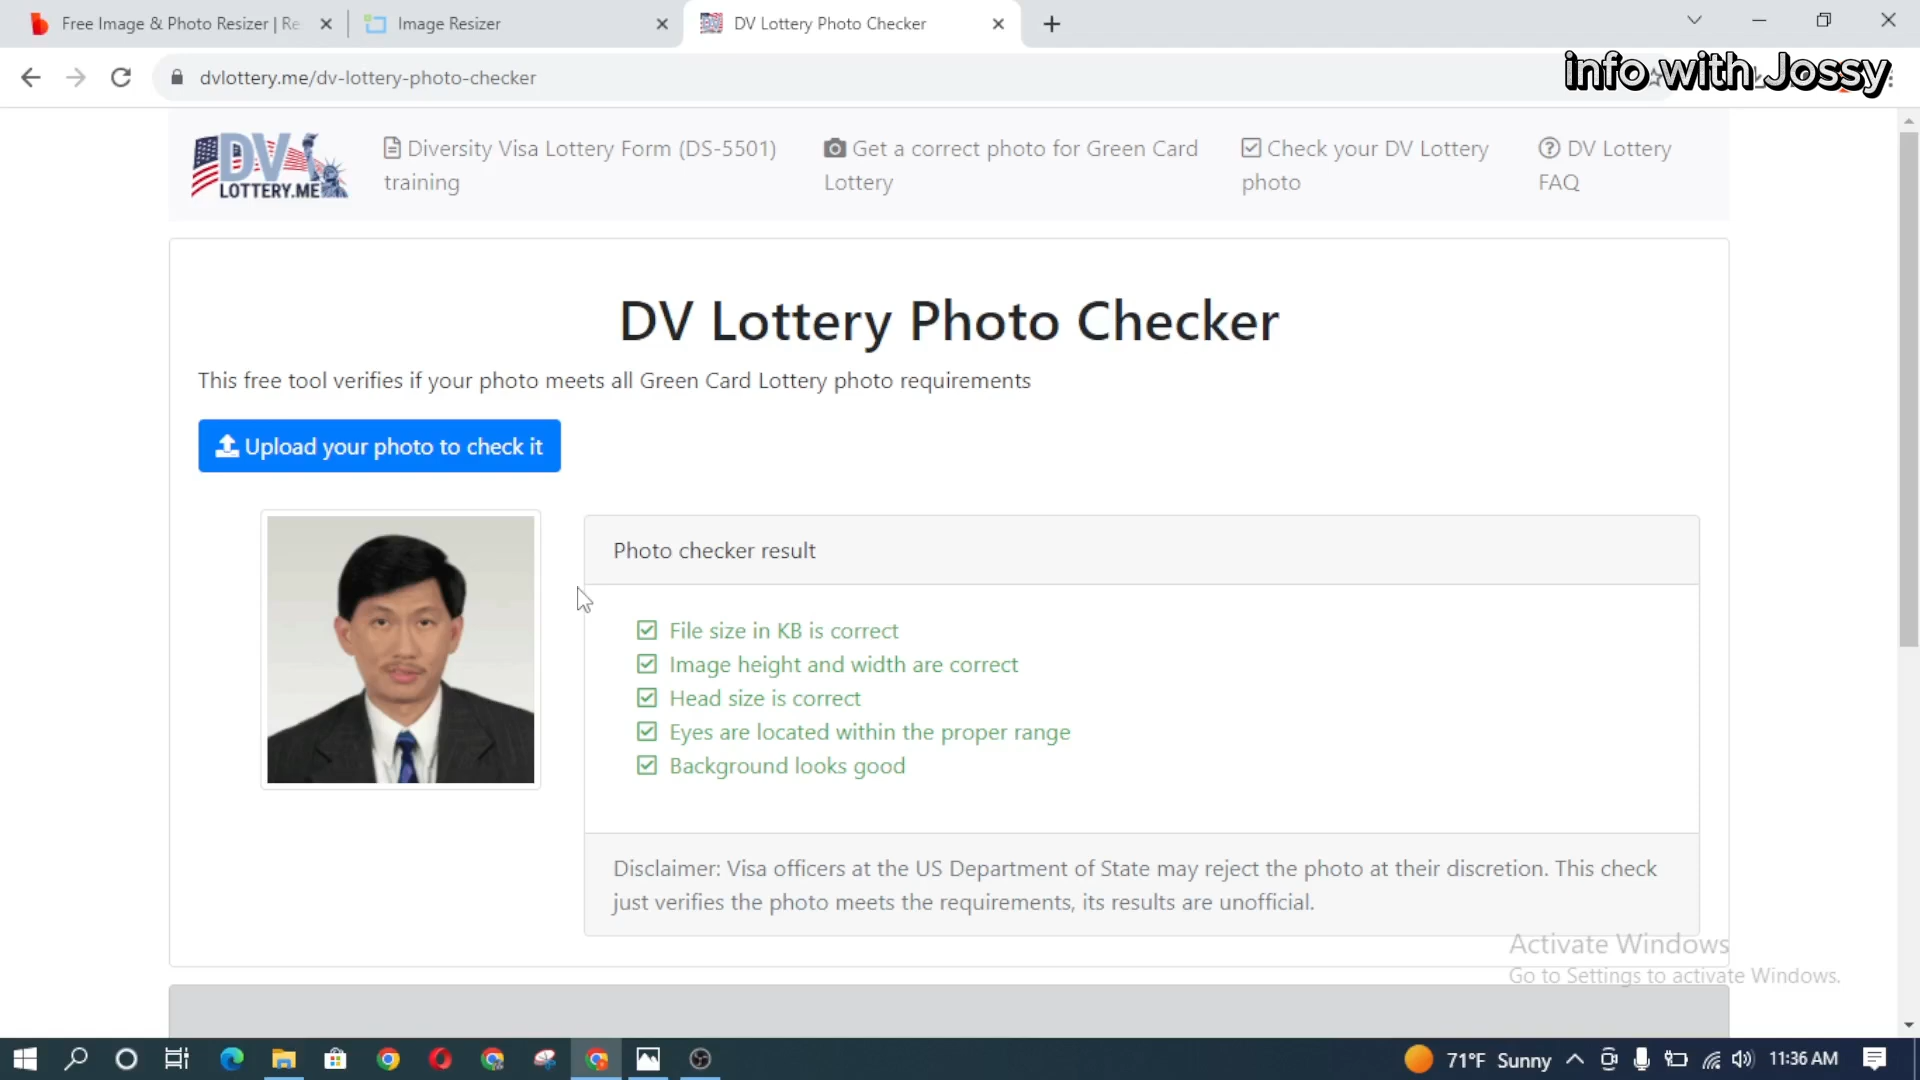 Free Image & Photo Resizer | Re
Image Resizer
DV Lottery Photo Checker
dvlottery.me/dv-lottery-photo-checker
info with Jossy
DV
LOTTERY.ME
Diversity Visa Lottery Form (DS-5501)
training
Get a correct photo for Green Card
Lottery
Check your DV Lottery
photo
DV Lottery
FAQ
DV Lottery Photo Checker
This free tool verifies if your photo meets all Green Card Lottery photo requirements
Upload your photo to check it
Photo checker result
File size in KB is correct
Image height and width are correct
Head size is correct
Eyes are located within the proper range
Background looks good
Disclaimer: Visa officers at the US Department of State may reject the photo at their discretion. This check
just verifies the photo meets the requirements, its results are unofficial.
Activate Windows
Go to Settings to activate Windows.
71°F Sunny
11:36 AM